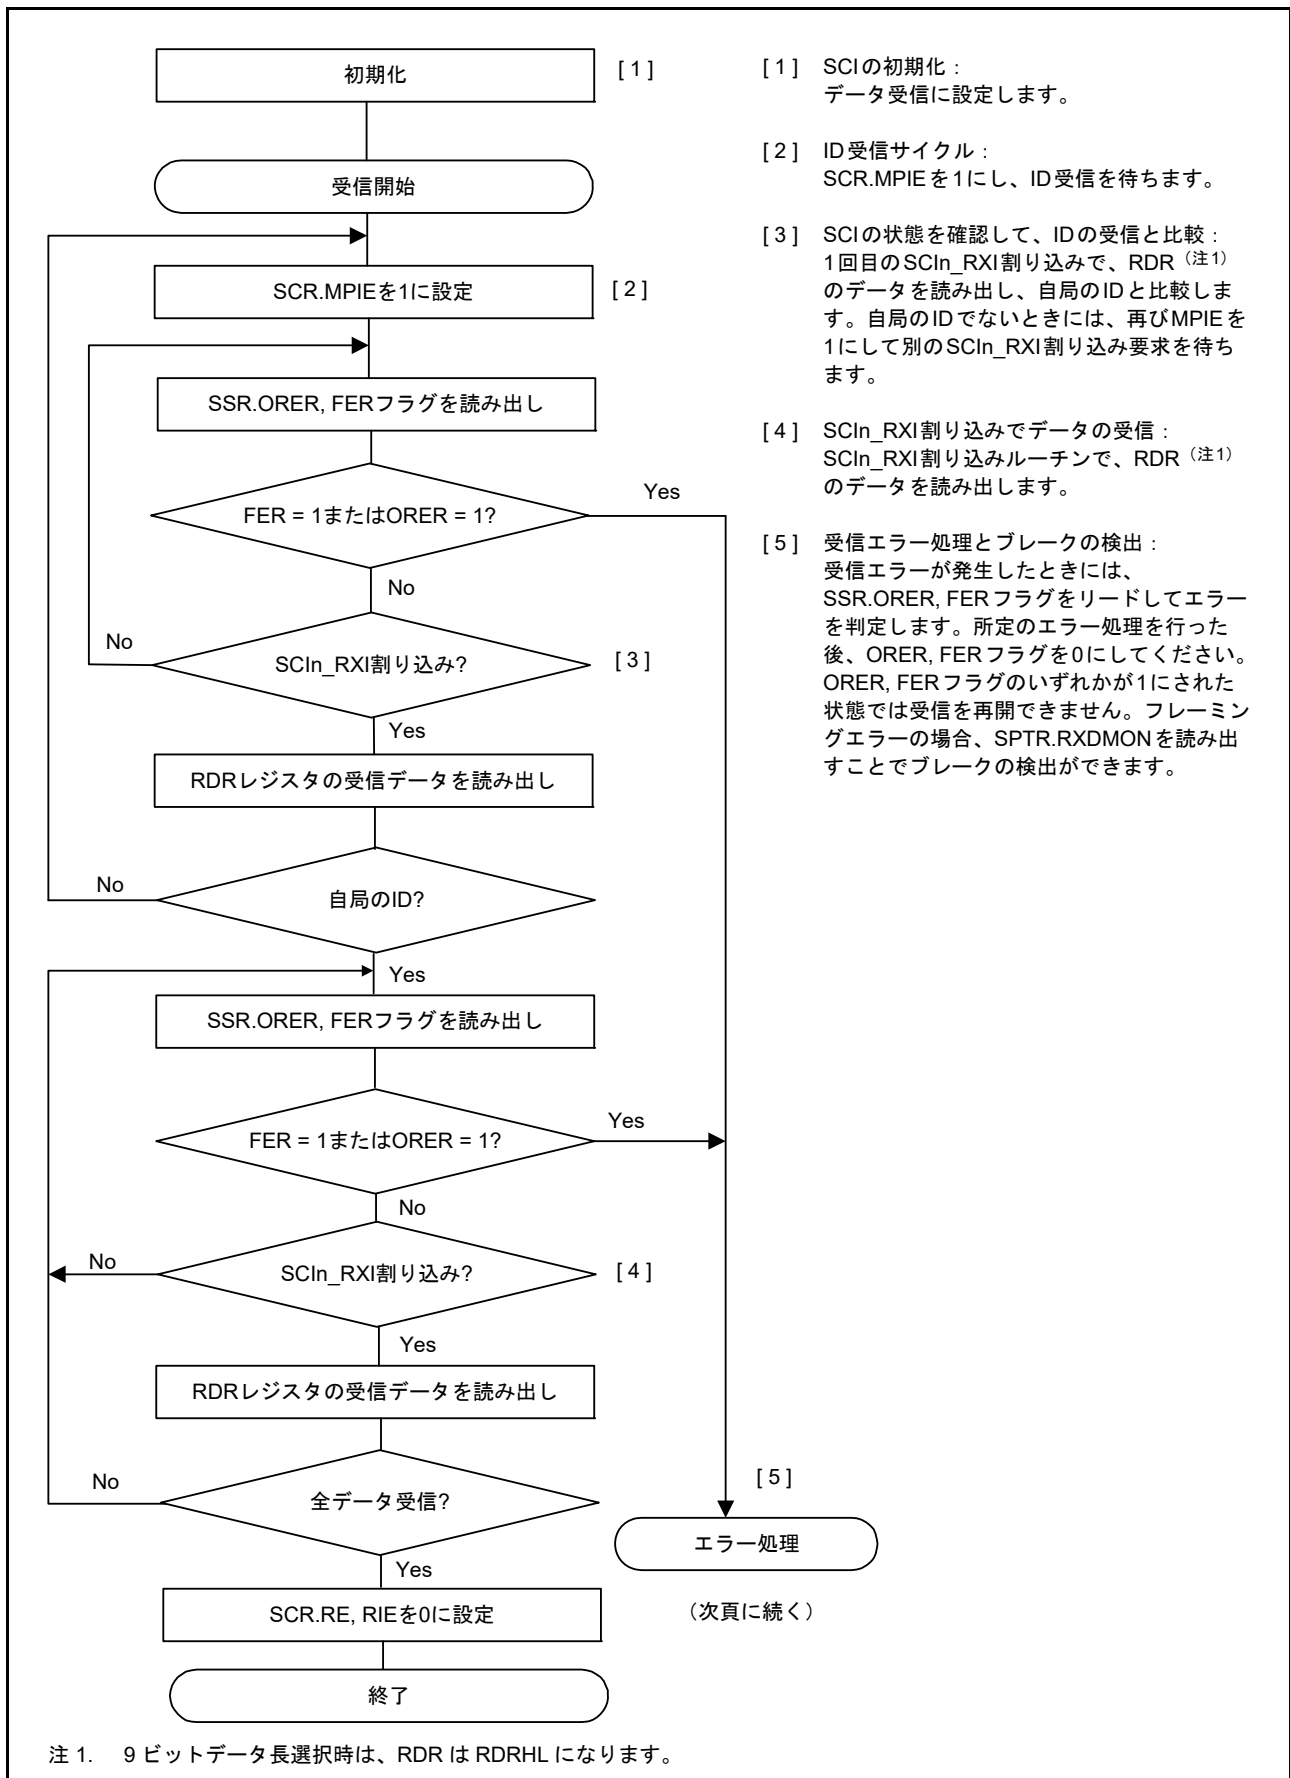 初期化
[ 1 ]
受信開始
SCR.MPIEを1に設定
[ 2 ]
SSR.ORER, FERフラグを読み出し
FER = 1またはORER = 1?
Yes
No
SCIn_RXI割り込み?
No
[ 3 ]
Yes
RDRレジスタの受信データを読み出し
自局のID?
No
Yes
SSR.ORER, FERフラグを読み出し
FER = 1またはORER = 1?
Yes
No
SCIn_RXI割り込み?
No
[ 4 ]
Yes
RDRレジスタの受信データを読み出し
全データ受信?
No
Yes
[ 5 ]
エラー処理
(次頁に続く)
SCR.RE, RIEを0に設定
終了
[ 1 ] SCIの初期化:
データ受信に設定します。
[ 2 ] ID受信サイクル:
SCR.MPIEを1にし、ID受信を待ちます。
[ 3 ] SCIの状態を確認して、IDの受信と比較:
1回目のSCIn_RXI割り込みで、RDR(注1)
のデータを読み出し、自局のIDと比較しま
す。自局のIDでないときには、再びMPIEを
1にして別のSCIn_RXI割り込み要求を待ち
ます。
[ 4 ] SCIn_RXI割り込みでデータの受信:
SCIn_RXI割り込みルーチンで、RDR(注1)
のデータを読み出します。
[ 5 ] 受信エラー処理とブレークの検出:
受信エラーが発生したときには、
SSR.ORER, FERフラグをリードしてエラー
を判定します。所定のエラー処理を行った
後、ORER, FERフラグを0にしてください。
ORER, FERフラグのいずれかが1にされた
状態では受信を再開できません。フレーミン
グエラーの場合、SPTR.RXDMONを読み出
すことでブレークの検出ができます。
注 1. 9 ビットデータ長選択時は、RDR は RDRHL になります。